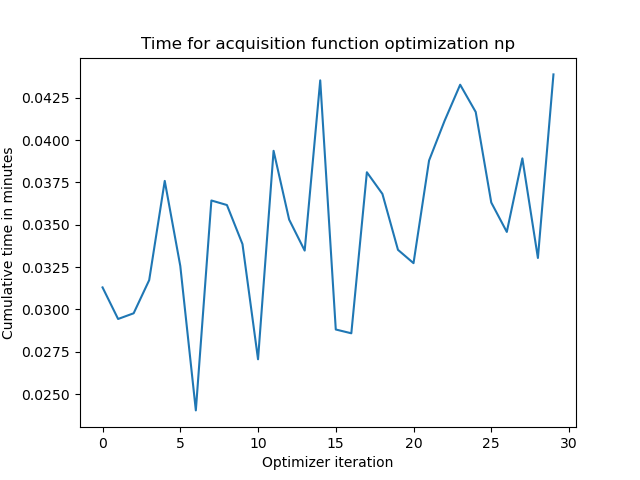 Time for acquisition function optimization np
Cumulative time in minutes
0.0425
0.0400
0.0375
0.0350
0.0325
0.0300
0.0275
0.0250
0 5 10 15 20 25 30
Optimizer iteration